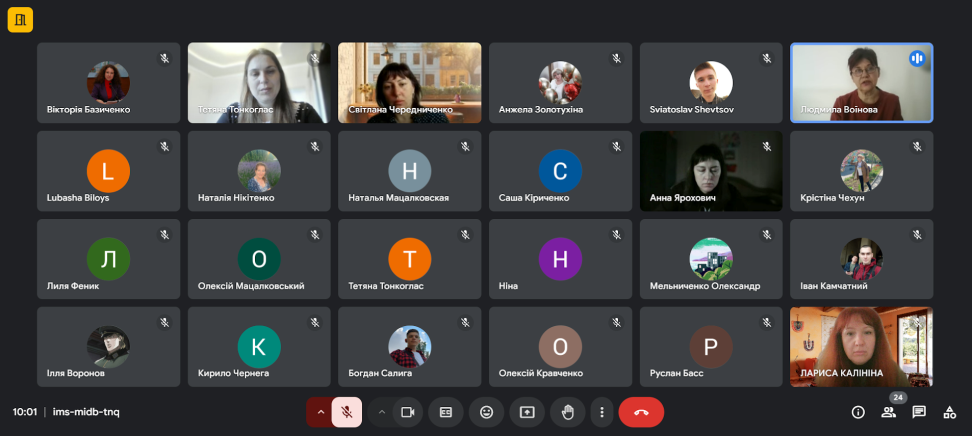 Вікторія Базиченко
Тетяна Тонкоглас
Світлана Чередниченко
Анжела Золотухіна
Sviatoslav Shevtsov
Людмила Воінова
L
Lubasha Biloys
Наталія Нікітенко
Н
Наталья Мацалковская
С
Саша Кіриченко
Анна Ярохович
Крістіна Чехун
Л
Лиля Феник
О
Олексій Мацалковський
Т
Тетяна Тонкоглас
Н
Ніна
Мельниченко Олександр
Іван Камчатний
Ілля Воронов
К
Кирило Чернега
Богдан Салига
О
Олексій Кравченко
Р
Руслан Басс
ЛАРИСА КАЛІНІНА
10:01 | ims-midb-tnq
24